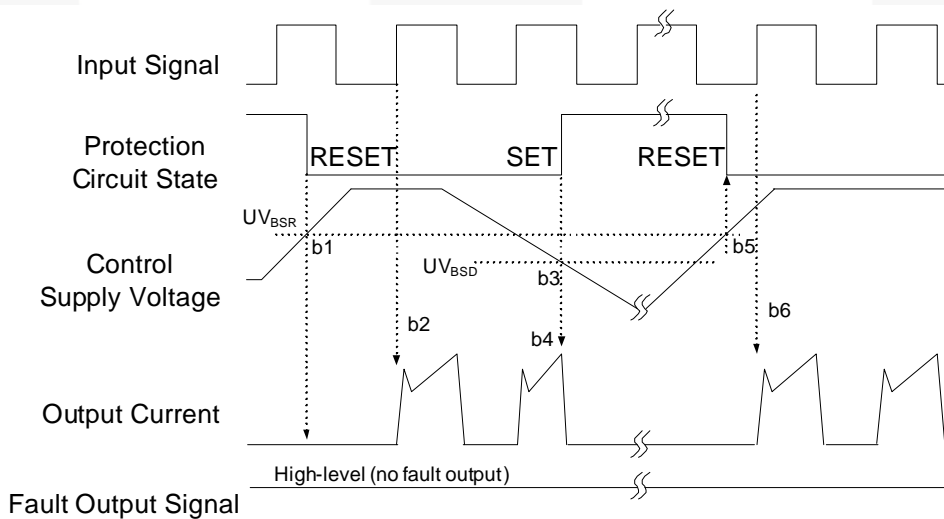 Input Signal
Protection
Circuit State
RESET
SET
RESET
UVBSR
b1
b5
Control
Supply Voltage
UVBSD
b3
b2
b4
b6
Output Current
High-level (no fault output)
Fault Output Signal